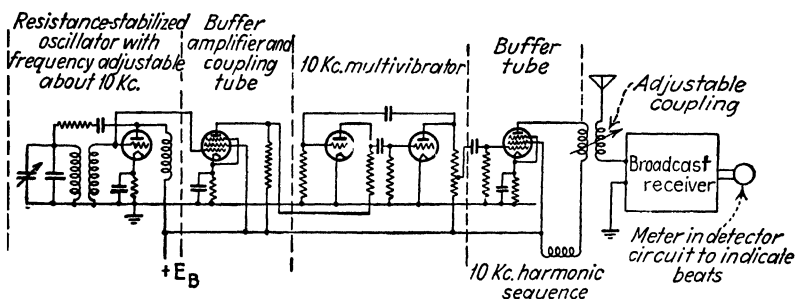 Resistance-stabilized
oscillator with
frequency adjustable
about 10 Kc.
Buffer
amplifier and
coupling
tube
10 Kc. multivibrator
Buffer
tube
Adjustable
coupling
Broadcast
receiver
Meter in detector
circuit to indicate
beats
+ E_B
10 Kc. harmonic
sequence